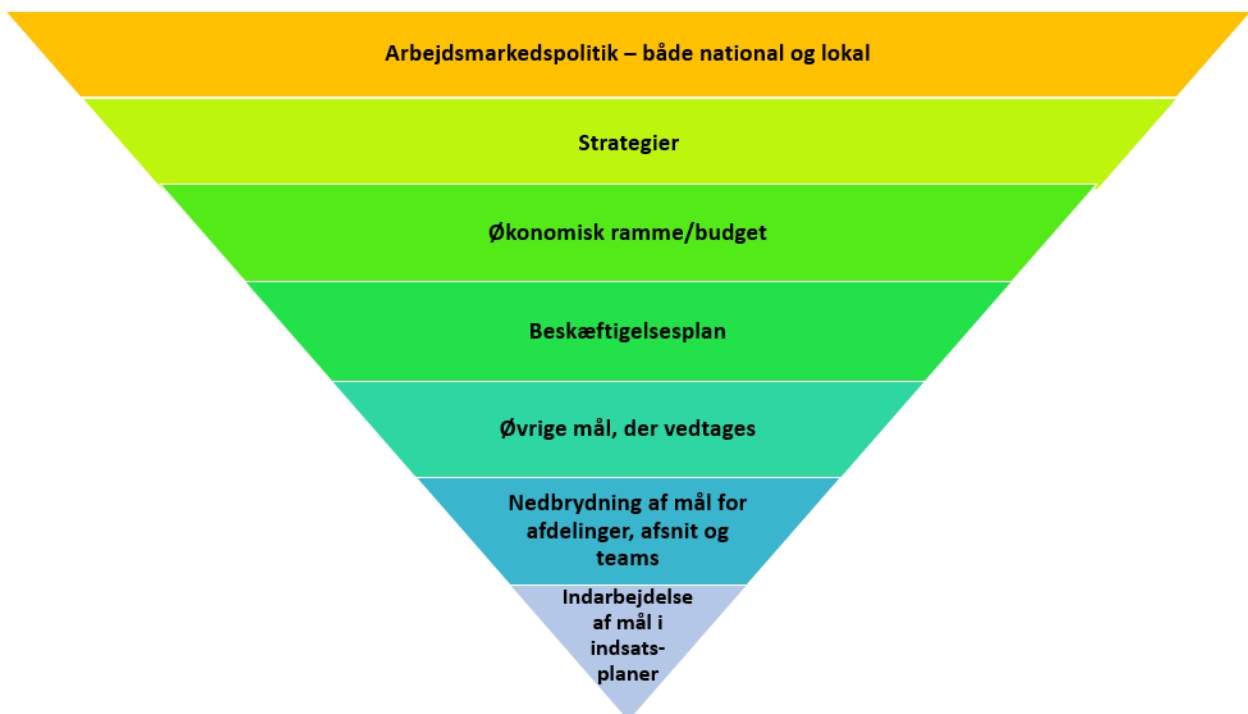 Arbejdsmarkedspolitik – både national og lokal
Strategier
Økonomisk ramme/budget
Beskæftigelsesplan
Øvrige mål, der vedtages
Nedbrydning af mål for
afdelinger, afsnit og
teams
Indarbejdelse
af mål i
indsats-
planer